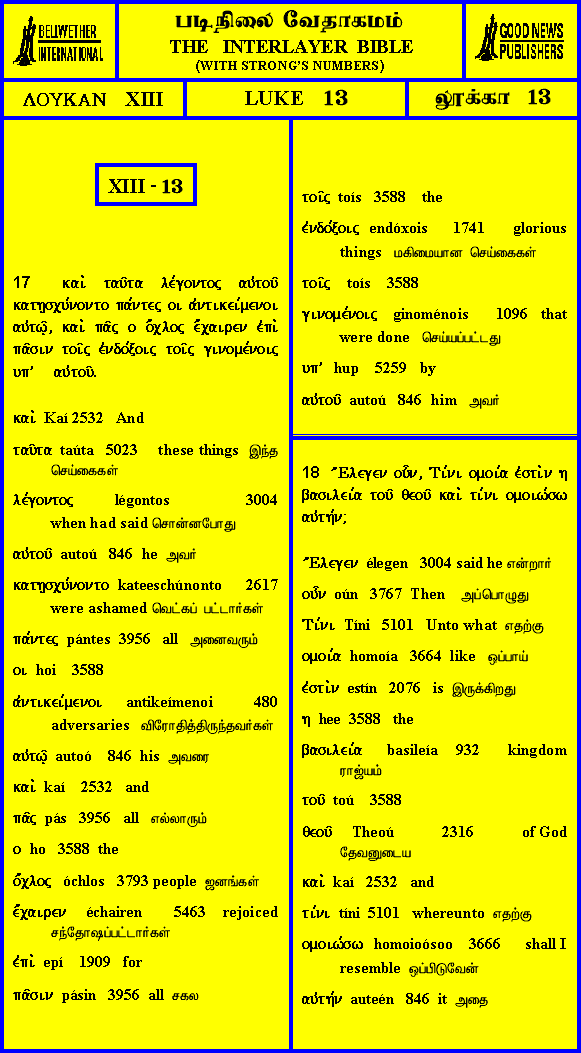 BELLWETHER
INTERNATIONAL
படிநிலை வேதாகமம்
THE INTERLAYER BIBLE
(WITH STRONG'S NUMBERS)
GOOD NEWS
PUBLISHERS
ΛΟΥΚΑΝ XIII
LUKE 13
லூக்கா 13
XIII - 13
17 καὶ ταῦτα λέγοντος αὐτοῦ
κατησχύνοντο πάντες οι ἀντικείμενοι
αὐτῷ, καὶ πᾶς ο ὄχλος ἔχαιρεν ἐπὶ
πᾶσιν τοῖς ἐνδόξοις τοῖς γινομένοις
υπ' αὐτοῦ.
καὶ Kaí 2532 And
ταῦτα taúta 5023 these things இந்த
செய்கைகள்
λέγοντος légontos 3004
when had said சொன்னபோது
αὐτοῦ autoú 846 he அவர்
κατησχύνοντο kateeschúnonto 2617
were ashamed வெட்கப் பட்டார்கள்
πάντες pántes 3956 all அனைவரும்
οι hoi 3588
ἀντικείμενοι antikeímenoi 480
adversaries விரோதித்திருந்தவர்கள்
αὐτῷ autoó 846 his அவரை
καὶ kaí 2532 and
πᾶς pás 3956 all எல்லாரும்
ο ho 3588 the
ὄχλος óchlos 3793 people ஜனங்கள்
ἔχαιρεν échairen 5463 rejoiced
சந்தோஷப்பட்டார்கள்
ἐπὶ epí 1909 for
πᾶσιν pásin 3956 all சகல
τοῖς toís 3588 the
ἐνδόξοις endóxois 1741 glorious
things மகிமையான செய்கைகள்
τοῖς toís 3588
γινομένοις ginoménois 1096 that
were done செய்யப்பட்டது
υπ' hup 5259 by
αὐτοῦ autoú 846 him அவர்
18 Ἔλεγεν οὖν, Τίνι ομοία ἐστὶν η
βασιλεία τοῦ θεοῦ καὶ τίνι ομοιώσω
αὐτήν;
Ἔλεγεν élegen 3004 said he என்றார்
οὖν oún 3767 Then அப்பொழுது
Τίνι Tíni 5101 Unto what எதற்கு
ομοία homoía 3664 like ஒப்பாய்
ἐστὶν estín 2076 is இருக்கிறது
η hee 3588 the
βασιλεία basileía 932 kingdom
ராஜ்யம்
τοῦ toú 3588
θεοῦ Theoú 2316 of God
தேவனுடைய
καὶ kaí 2532 and
τίνι tíni 5101 whereunto எதற்கு
ομοιώσω homoioósoo 3666 shall I
resemble ஒப்பிடுவேன்
αὐτήν auteén 846 it அதை